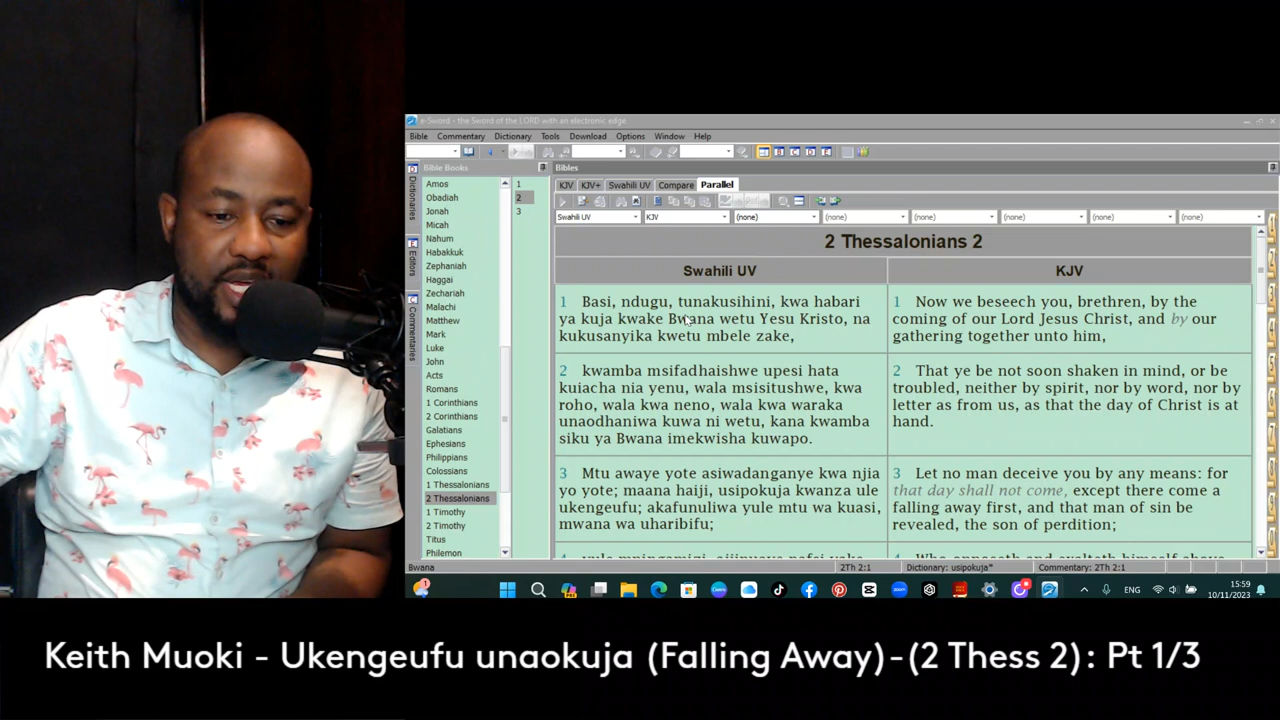 e-Sword - the Sword of the LORD with an electronic edge
Bible Commentary Dictionary Tools Download Options Window Help
Bible Books
Bibles
Dictionaries
Editors
Commentaries
Amos
Obadiah
Jonah
Micah
Nahum
Habakkuk
Zephaniah
Haggai
Zechariah
Malachi
Matthew
Mark
Luke
John
Acts
Romans
1 Corinthians
2 Corinthians
Galatians
Ephesians
Philippians
Colossians
1 Thessalonians
2 Thessalonians
1 Timothy
2 Timothy
Titus
Philemon
1
2
3
KJV KJV+ Swahili UV Compare Parallel
Swahili UV KJV (none) (none) (none) (none) (none) (none)
2 Thessalonians 2
Swahili UV
1 Basi, ndugu, tunakusihini, kwa habari
ya kuja kwake Bwana wetu Yesu Kristo, na
kukusanyika kwetu mbele zake,
2 kwamba msifadhaishwe upesi hata
kuiacha nia yenu, wala msisitushwe, kwa
roho, wala kwa neno, wala kwa waraka
unaodhaniwa kuwa ni wetu, kana kwamba
siku ya Bwana imekwisha kuwapo.
3 Mtu awaye yote asiwadanganye kwa njia
yo yote; maana haiji, usipokuja kwanza ule
ukengeufu; akafunuliwa yule mtu wa kuasi,
mwana wa uharibifu;
KJV
1 Now we beseech you, brethren, by the
coming of our Lord Jesus Christ, and by our
gathering together unto him,
2 That ye be not soon shaken in mind, or be
troubled, neither by spirit, nor by word, nor by
letter as from us, as that the day of Christ is at
hand.
3 Let no man deceive you by any means: for
that day shall not come, except there come a
falling away first, and that man of sin be
revealed, the son of perdition;
Bwana 2Th 2:1 Dictionary: usipokuja* Commentary: 2Th 2:1
ENG 15:59
10/11/2023
Keith Muoki - Ukengeufu unaokuja (Falling Away)-(2 Thess 2): Pt 1/3